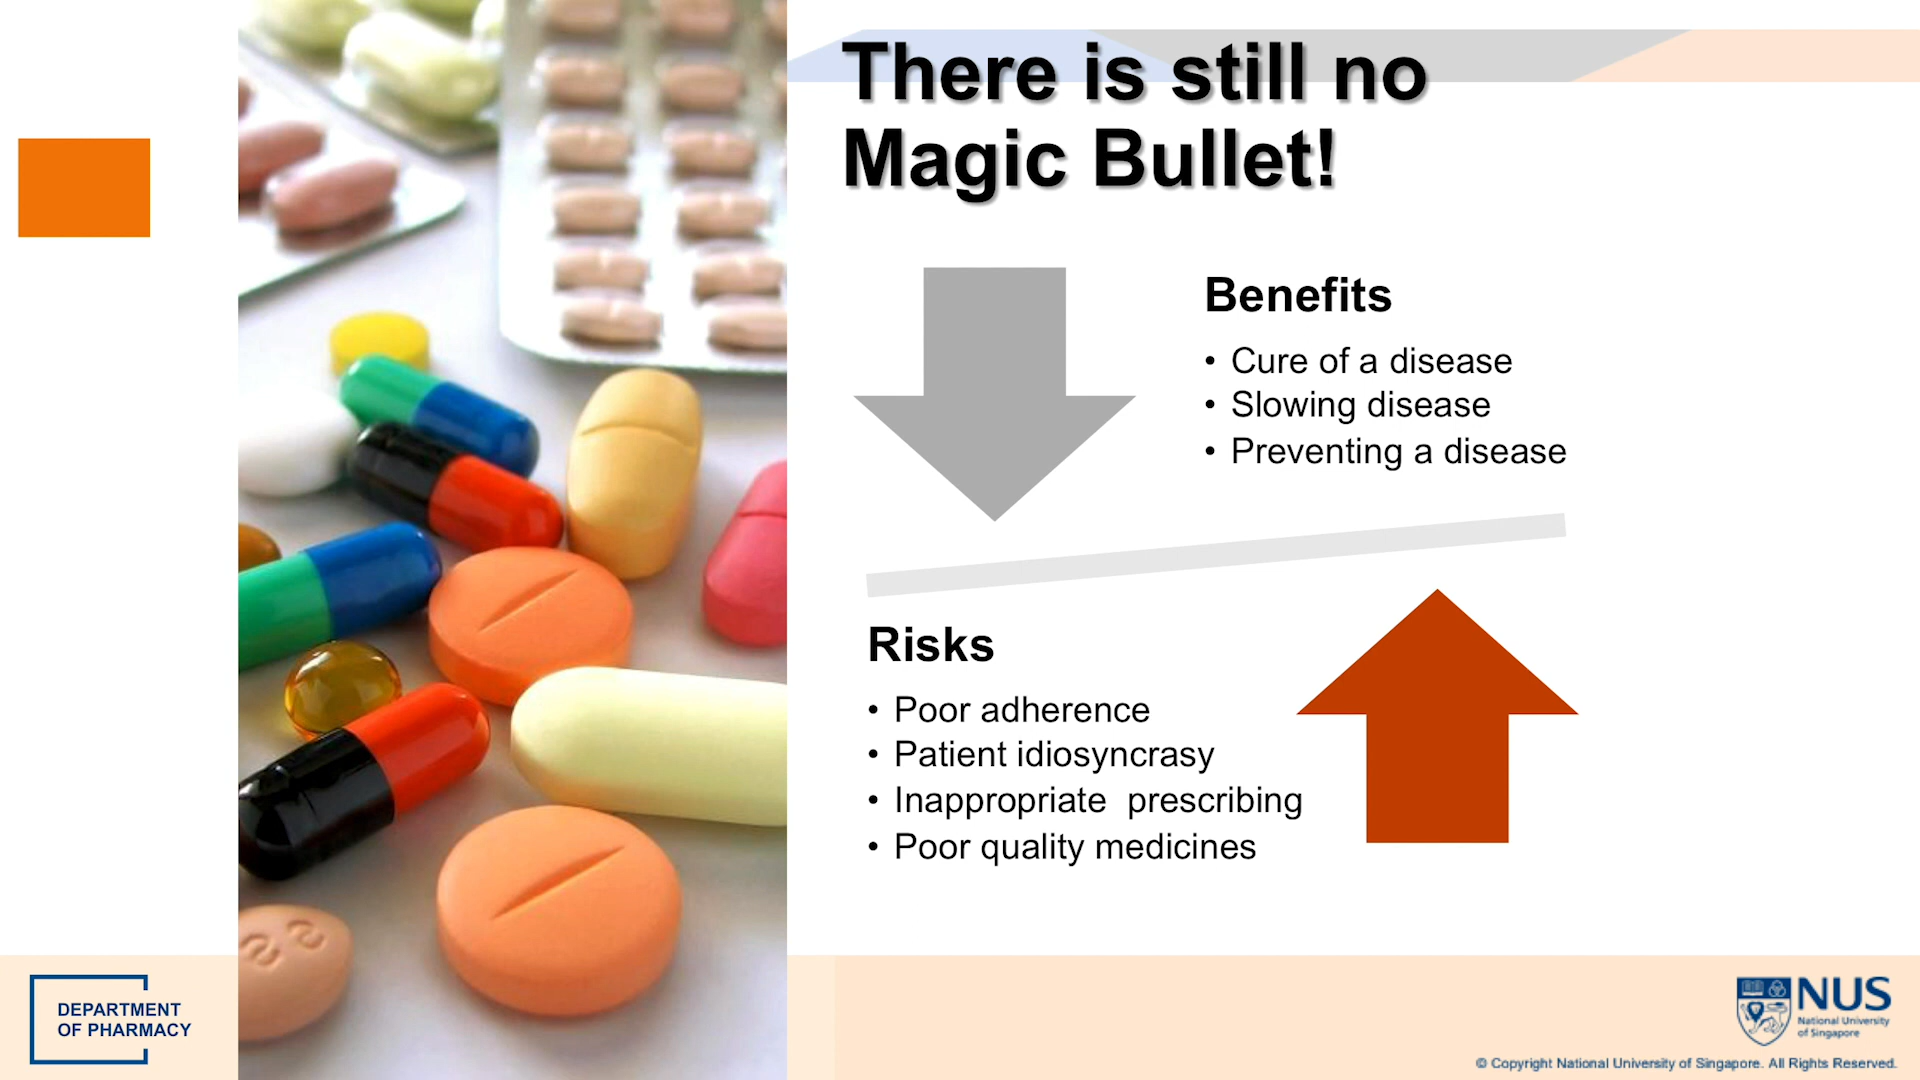 There is still no
Magic Bullet!
Benefits
• Cure of a disease
• Slowing disease
• Preventing a disease
Risks
• Poor adherence
• Patient idiosyncrasy
• Inappropriate  prescribing
• Poor quality medicines
DEPARTMENT
OF PHARMACY
NUS
National University
of Singapore
© Copyright National University of Singapore. All Rights Reserved.